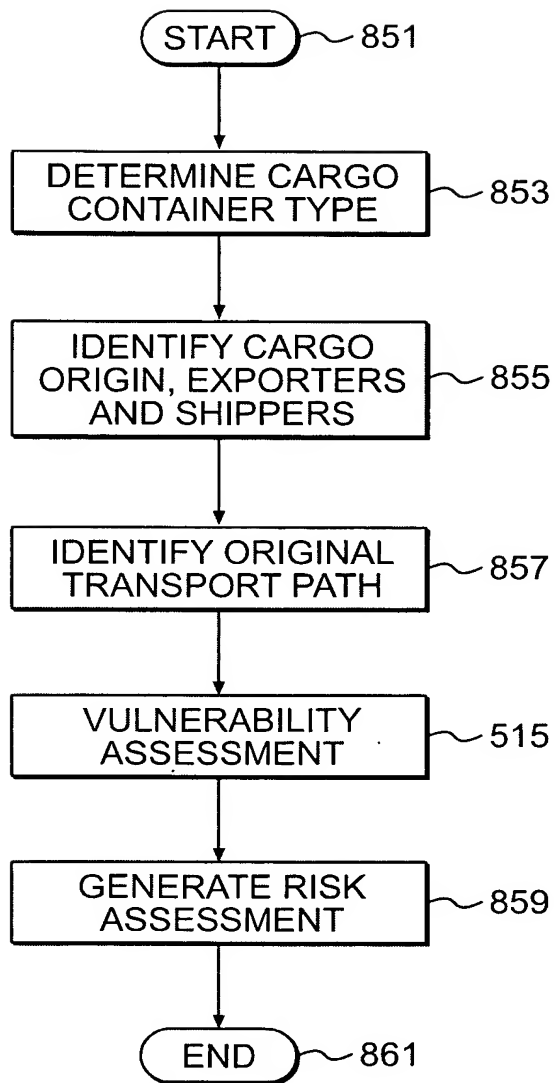 START
851
DETERMINE CARGO
CONTAINER TYPE
853
IDENTIFY CARGO
ORIGIN, EXPORTERS
AND SHIPPERS
855
IDENTIFY ORIGINAL
TRANSPORT PATH
857
VULNERABILITY
ASSESSMENT
515
GENERATE RISK
ASSESSMENT
859
END
861